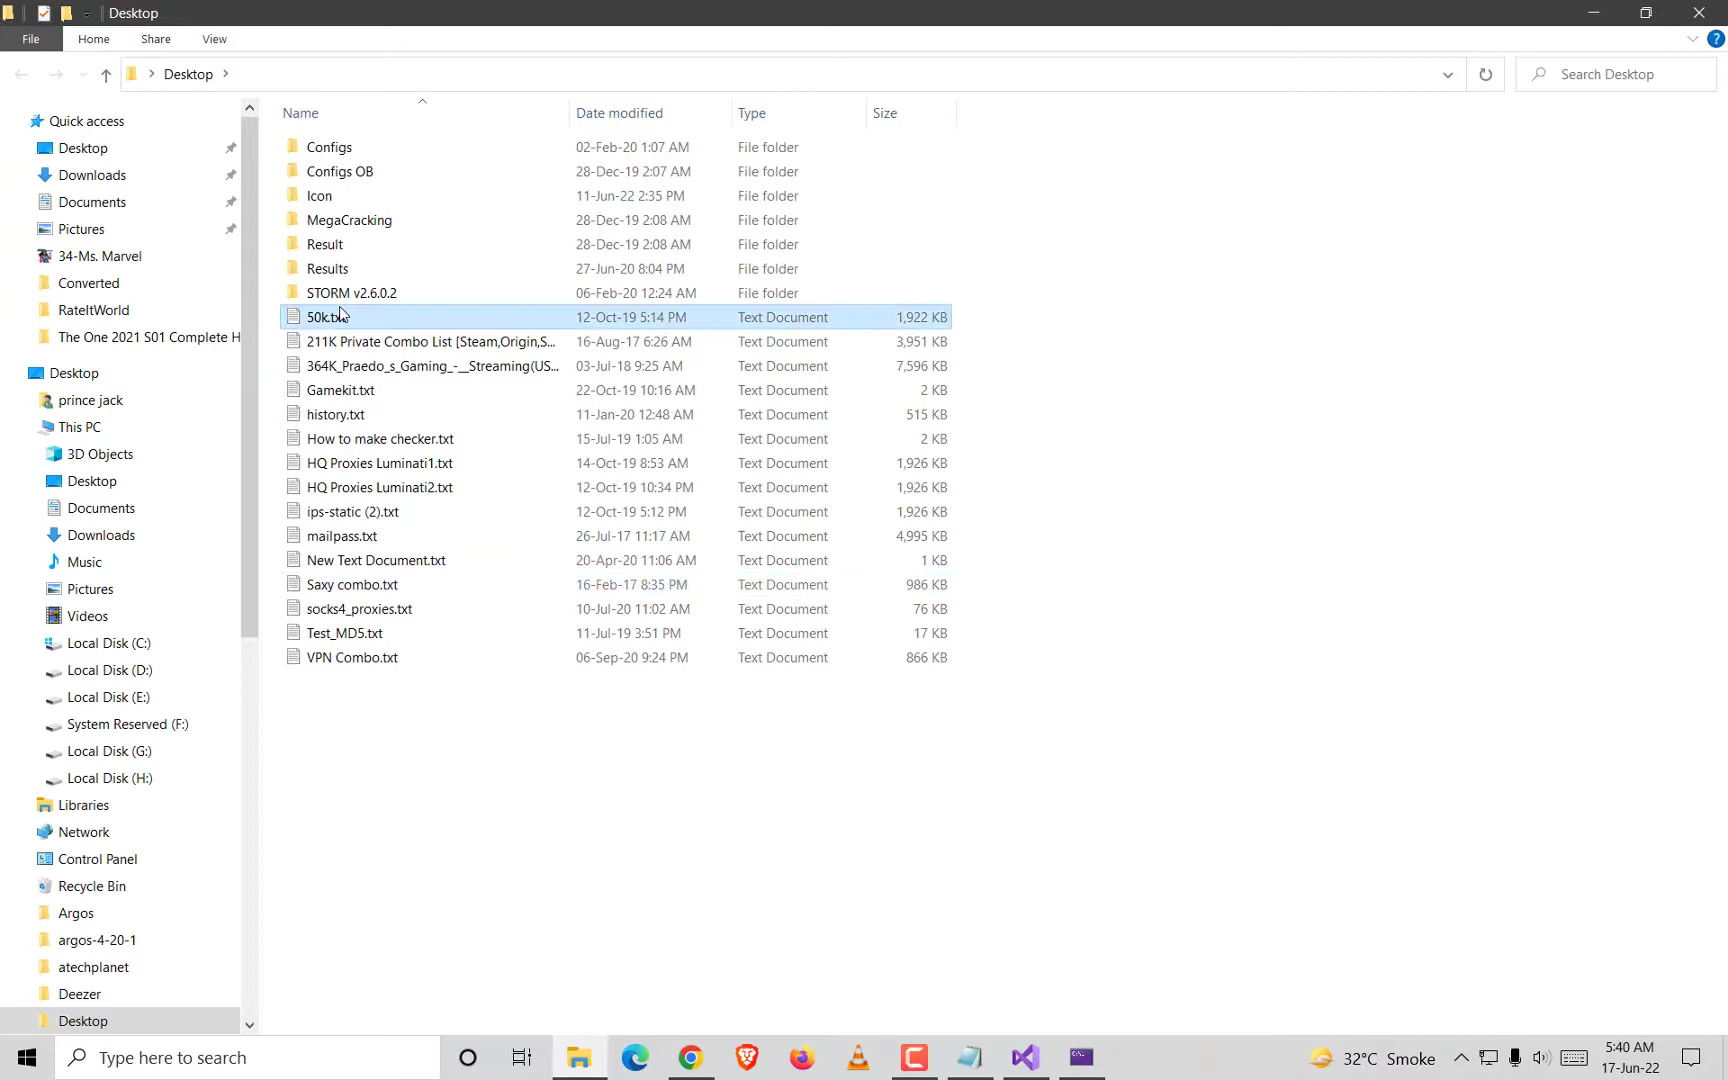 Desktop
File Home Share View
Desktop
Search Desktop
Name Date modified Type Size
Quick access
Desktop
Downloads
Documents
Pictures
34-Ms. Marvel
Converted
RateItWorld
The One 2021 S01 Complete H
Desktop
prince jack
This PC
3D Objects
Desktop
Documents
Downloads
Music
Pictures
Videos
Local Disk (C:)
Local Disk (D:)
Local Disk (E:)
System Reserved (F:)
Local Disk (G:)
Local Disk (H:)
Libraries
Network
Control Panel
Recycle Bin
Argos
argos-4-20-1
atechplanet
Deezer
Desktop
Configs 02-Feb-20 1:07 AM File folder
Configs OB 28-Dec-19 2:07 AM File folder
Icon 11-Jun-22 2:35 PM File folder
MegaCracking 28-Dec-19 2:08 AM File folder
Result 28-Dec-19 2:08 AM File folder
Results 27-Jun-20 8:04 PM File folder
STORM v2.6.0.2 06-Feb-20 12:24 AM File folder
50k.txt 12-Oct-19 5:14 PM Text Document 1,922 KB
211K Private Combo List [Steam,Origin,S... 16-Aug-17 6:26 AM Text Document 3,951 KB
364K_Praedo_s_Gaming_-__Streaming(US... 03-Jul-18 9:25 AM Text Document 7,596 KB
Gamekit.txt 22-Oct-19 10:16 AM Text Document 2 KB
history.txt 11-Jan-20 12:48 AM Text Document 515 KB
How to make checker.txt 15-Jul-19 1:05 AM Text Document 2 KB
HQ Proxies Luminati1.txt 14-Oct-19 8:53 AM Text Document 1,926 KB
HQ Proxies Luminati2.txt 12-Oct-19 10:34 PM Text Document 1,926 KB
ips-static (2).txt 12-Oct-19 5:12 PM Text Document 1,926 KB
mailpass.txt 26-Jul-17 11:17 AM Text Document 4,995 KB
New Text Document.txt 20-Apr-20 11:06 AM Text Document 1 KB
Saxy combo.txt 16-Feb-17 8:35 PM Text Document 986 KB
socks4_proxies.txt 10-Jul-20 11:02 AM Text Document 76 KB
Test_MD5.txt 11-Jul-19 3:51 PM Text Document 17 KB
VPN Combo.txt 06-Sep-20 9:24 PM Text Document 866 KB
Type here to search
32°C Smoke
5:40 AM
17-Jun-22